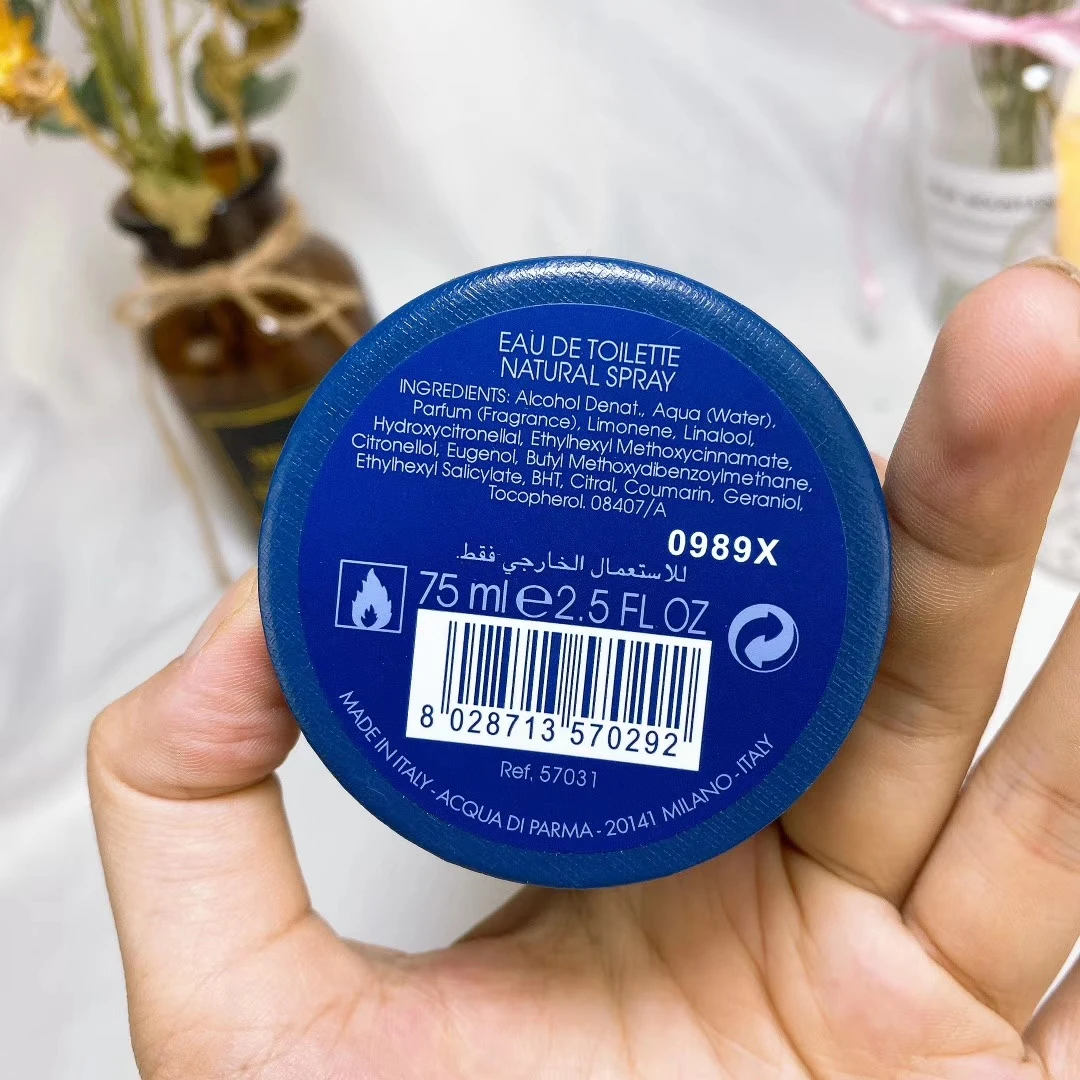 EAU DE TOILETTE
NATURAL SPRAY
INGREDIENTS: Alcohol Denat., Aqua (Water),
Parfum (Fragrance), Limonene, Linalool,
Hydroxycitronellal, Ethylhexyl Methoxycinnamate,
Citronellol, Eugenol, Butyl Methoxydibenzoylmethane,
Ethylhexyl Salicylate, BHT, Citral, Coumarin, Geraniol,
Tocopherol. 08407/A
0989X
للاستعمال الخارجي فقط.
75 ml e 2.5 FL OZ
8 028713 570292
Ref. 57031
MADE IN ITALY - ACQUA DI PARMA - 20141 MILANO - ITALY